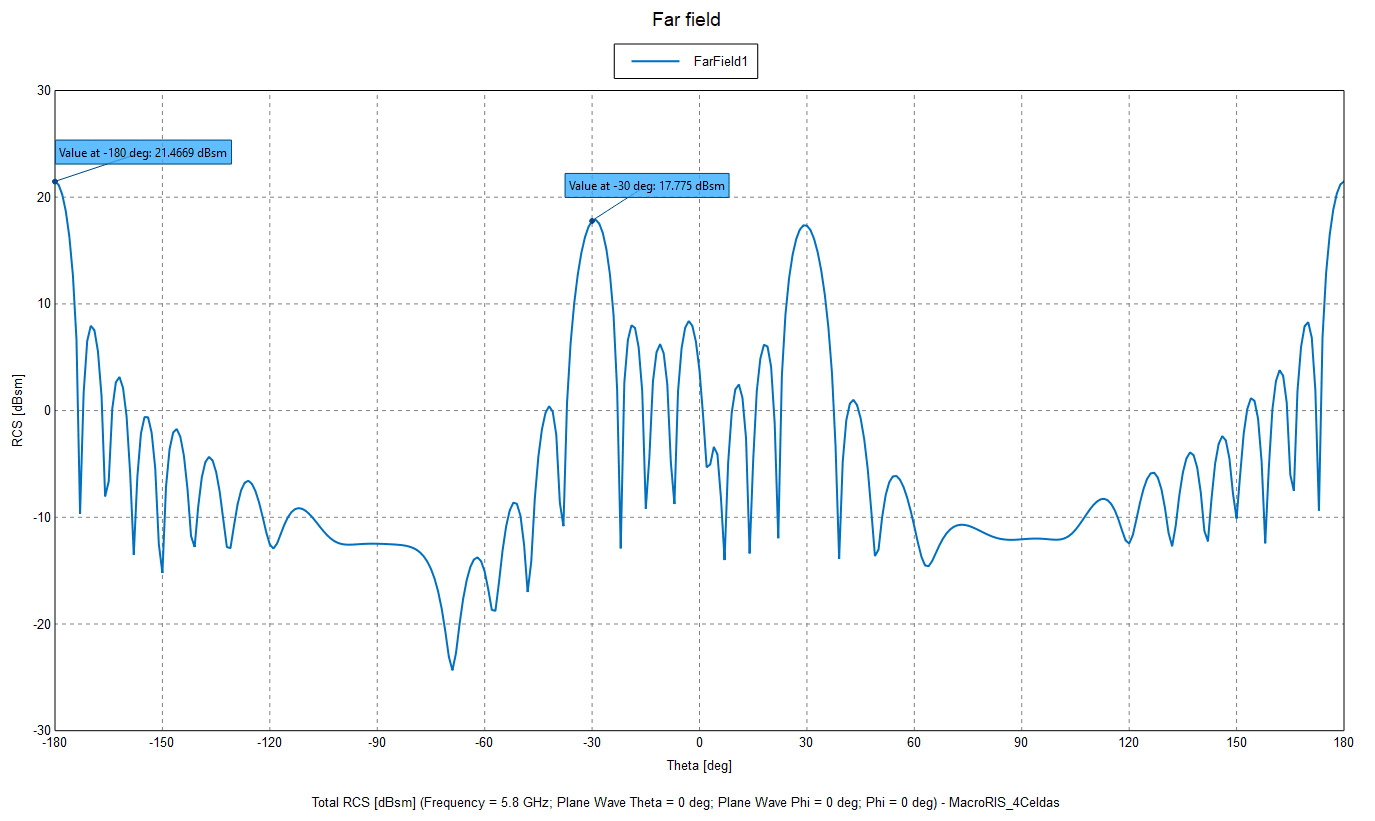 Far field
FarField1
30
Value at -180 deg: 21.4669 dBsm
Value at -30 deg: 17.775 dBsm
20
10
RCS [dBsm]
0
-10
-20
-30
-180 -150 -120 -90 -60 -30 0 30 60 90 120 150 180
Theta [deg]
Total RCS [dBsm] (Frequency = 5.8 GHz; Plane Wave Theta = 0 deg; Plane Wave Phi = 0 deg; Phi = 0 deg) - MacroRIS_4Celdas